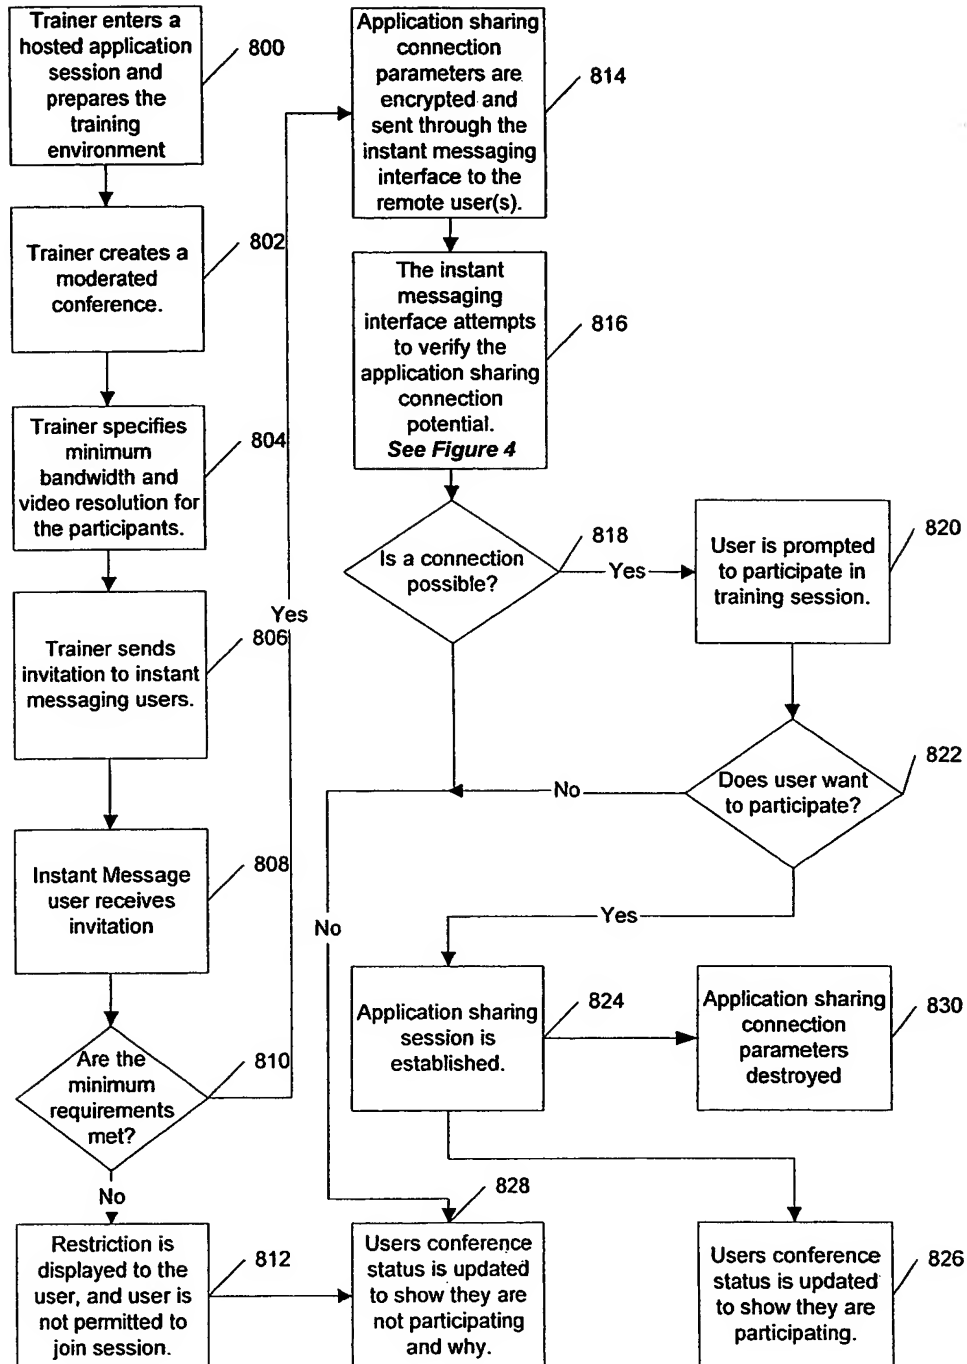 Trainer enters a
hosted application
session and
prepares the
training
environment
800
Trainer creates a
moderated
conference.
802
Trainer specifies
minimum
bandwidth and
video resolution for
the participants.
804
Trainer sends
invitation to instant
messaging users.
806
Instant Message
user receives
invitation
808
Are the
minimum
requirements
met?
810
Yes
No
Restriction is
displayed to the
user, and user is
not permitted to
join session.
812
Application sharing
connection
parameters are
encrypted and
sent through the
instant messaging
interface to the
remote user(s).
814
The instant
messaging
interface attempts
to verify the
application sharing
connection
potential.
See Figure 4
816
Is a connection
possible?
818
Yes
User is prompted
to participate in
training session.
820
Does user want
to participate?
822
No
No
Yes
Application sharing
session is
established.
824
Application sharing
connection
parameters
destroyed
830
Users conference
status is updated
to show they are
not participating
and why.
828
Users conference
status is updated
to show they are
participating.
826